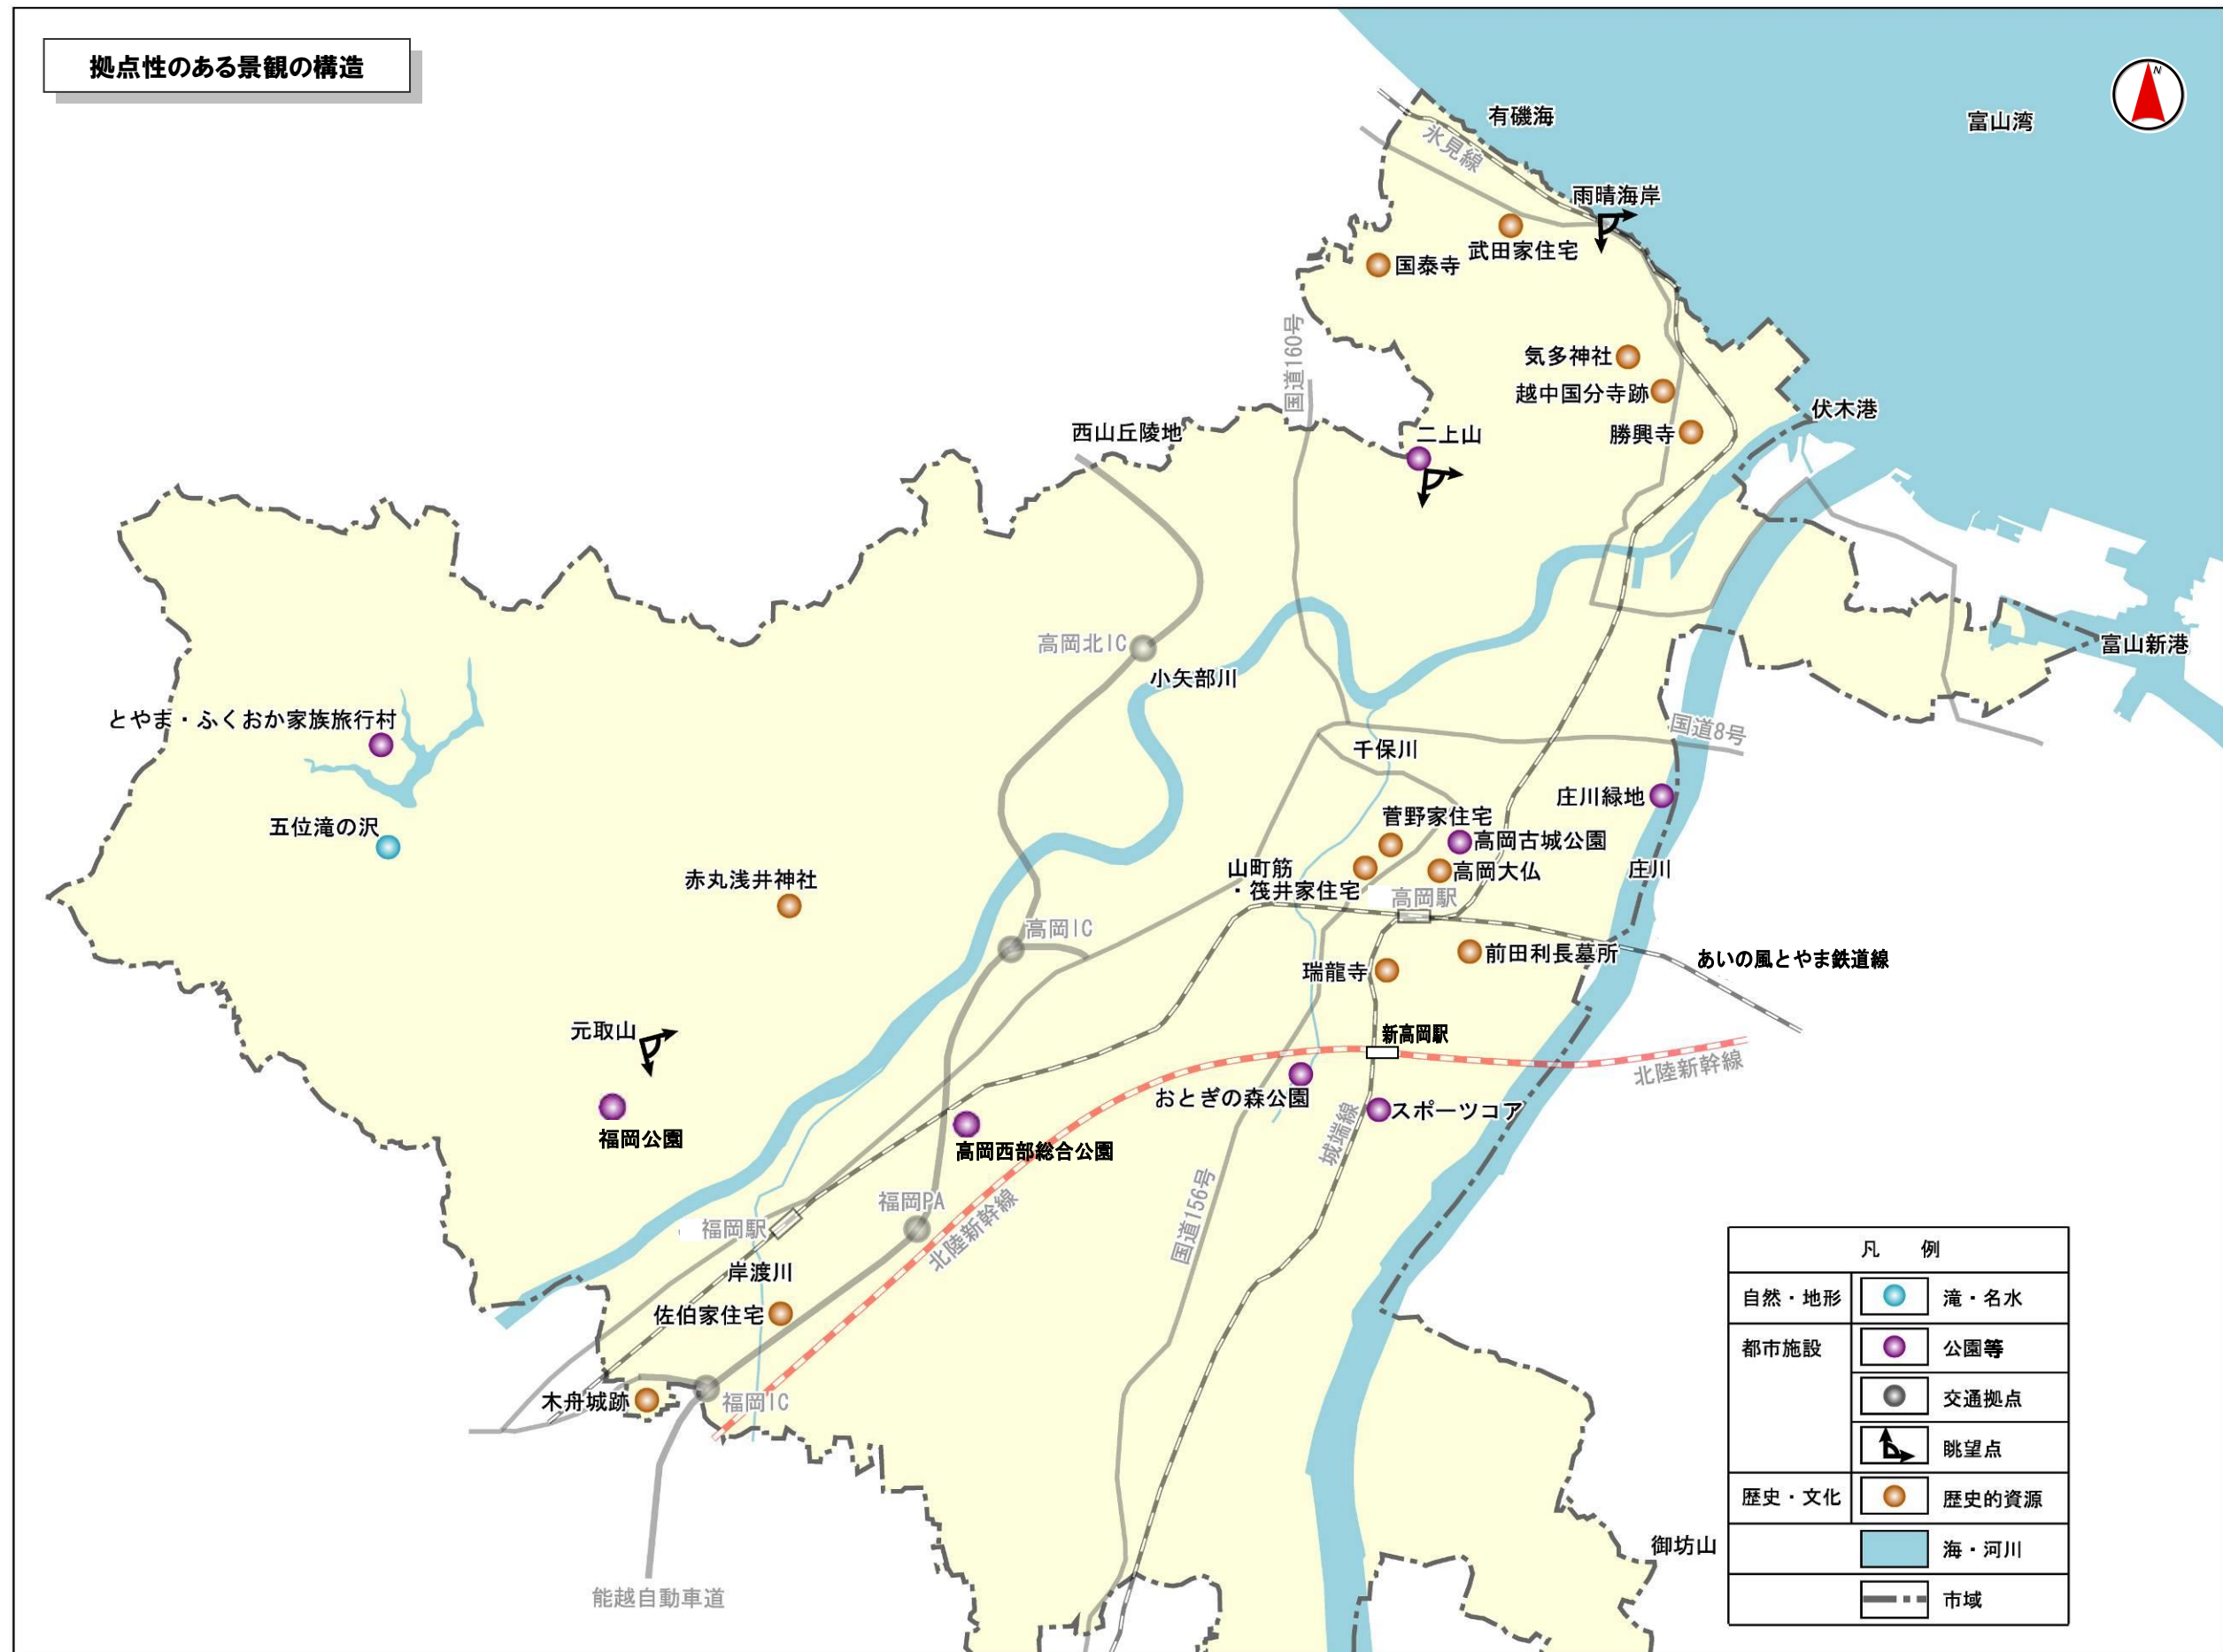 拠点性のある景観の構造
N
有磯海
富山湾
氷見線
雨晴海岸
武田家住宅
国泰寺
国道160号
気多神社
越中国分寺跡
伏木港
勝興寺
西山丘陵地
二上山
高岡北IC
小矢部川
富山新港
とやま・ふくおか家族旅行村
国道8号
千保川
庄川緑地
五位滝の沢
菅野家住宅
高岡古城公園
山町筋
・筏井家住宅
高岡大仏
庄川
赤丸浅井神社
高岡駅
高岡IC
前田利長墓所
あいの風とやま鉄道線
瑞龍寺
元取山
新高岡駅
北陸新幹線
おとぎの森公園
スポーツコア
福岡公園
高岡西部総合公園
城端線
福岡PA
国道156号
福岡駅
北陸新幹線
岸渡川
佐伯家住宅
木舟城跡
福岡IC
御坊山
能越自動車道
凡 例
自然・地形 滝・名水
都市施設 公園等
交通拠点
眺望点
歴史・文化 歴史的資源
海・河川
市域